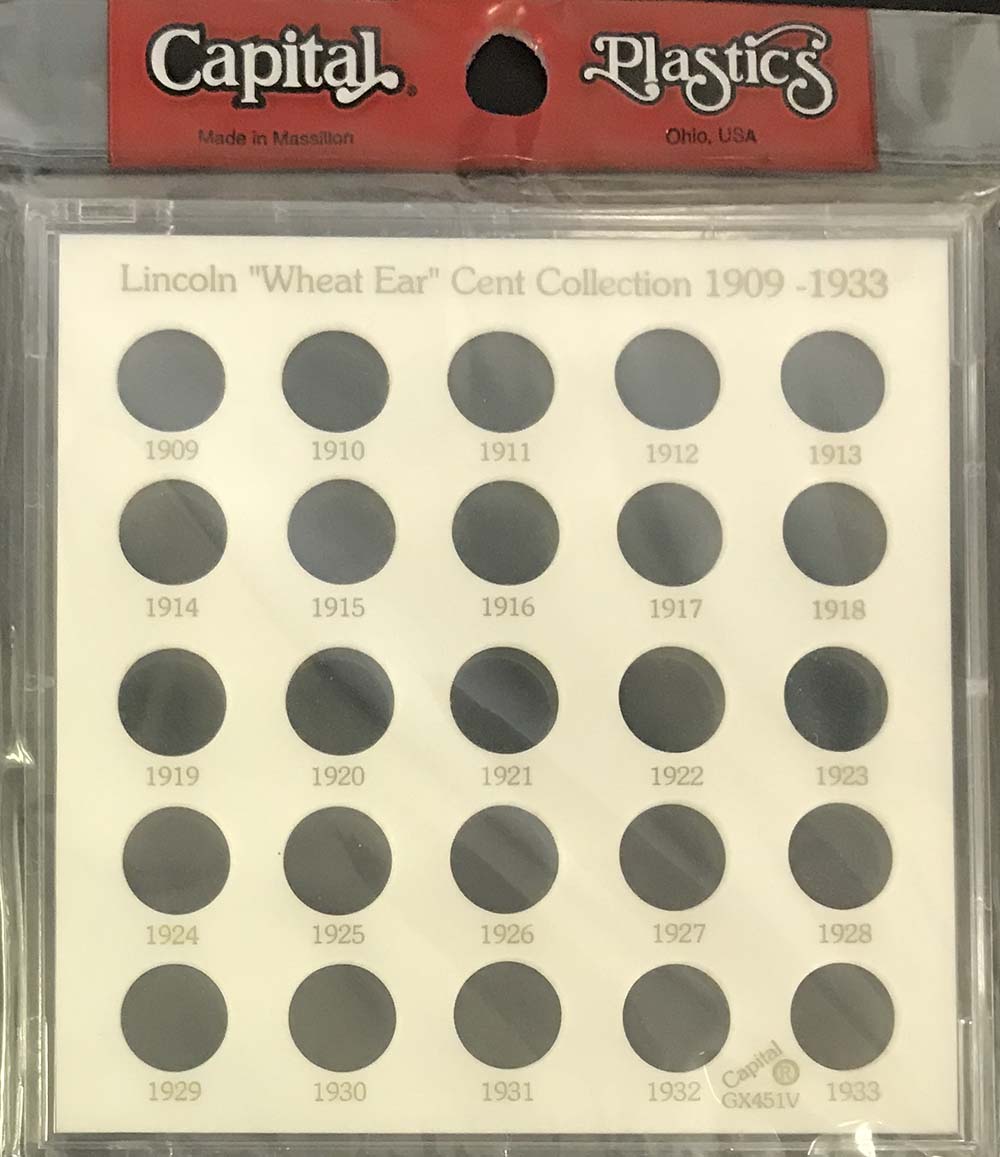 Capital® Plastics
Made in Massillon Ohio, USA
Lincoln "Wheat Ear" Cent Collection 1909 -1933
1909 1910 1911 1912 1913
1914 1915 1916 1917 1918
1919 1920 1921 1922 1923
1924 1925 1926 1927 1928
1929 1930 1931 1932 1933
Capital ®
GX451V